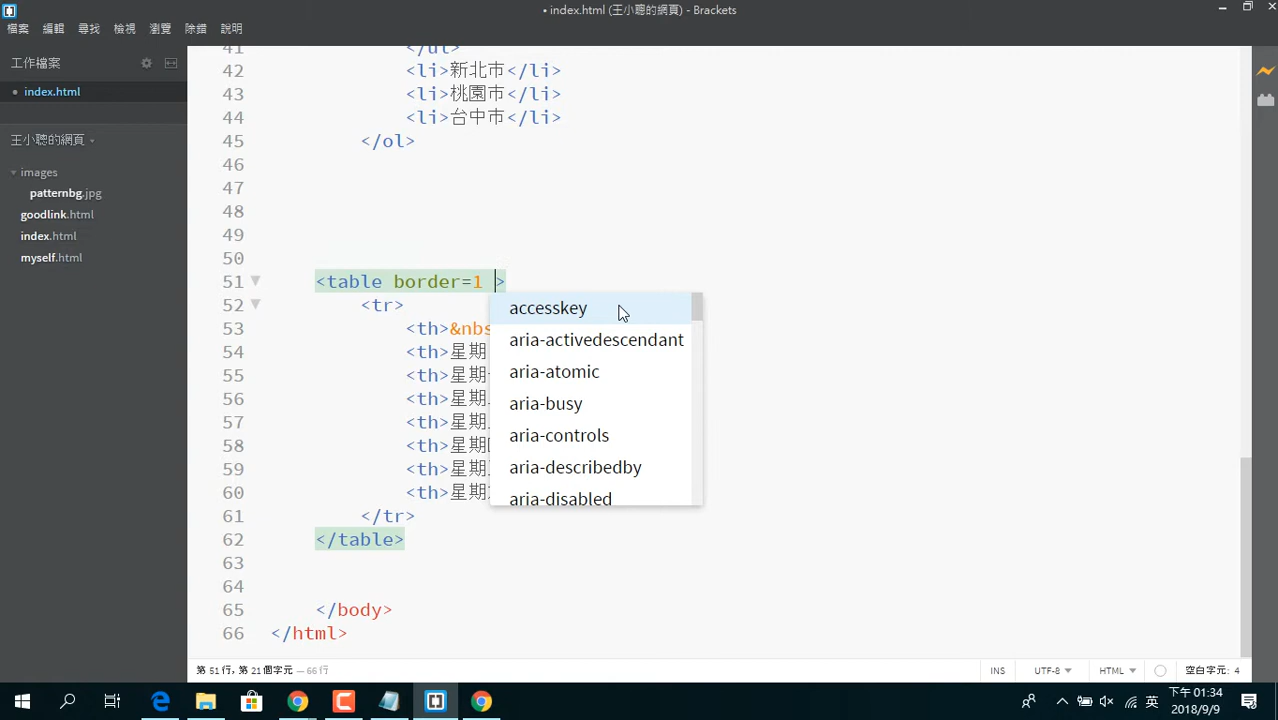 • index.html (王小聰的網頁) - Brackets
檔案 編輯 尋找 檢視 瀏覽 除錯 說明
工作檔案
• index.html
王小聰的網頁
images
patternbg.jpg
goodlink.html
index.html
myself.html
41 </ul>
42 <li>新北市</li>
43 <li>桃園市</li>
44 <li>台中市</li>
45 </ol>
46
47
48
49
50
51 <table border=1 >
52 <tr>
53 <th>&nbs
54 <th>星期
55 <th>星期
56 <th>星期
57 <th>星期
58 <th>星期
59 <th>星期
60 <th>星期
61 </tr>
62 </table>
63
64
65 </body>
66 </html>
accesskey
aria-activedescendant
aria-atomic
aria-busy
aria-controls
aria-describedby
aria-disabled
第 51 行, 第 21 個字元 — 66 行
INS UTF-8 HTML 空白字元: 4
英 下午 01:34
2018/9/9